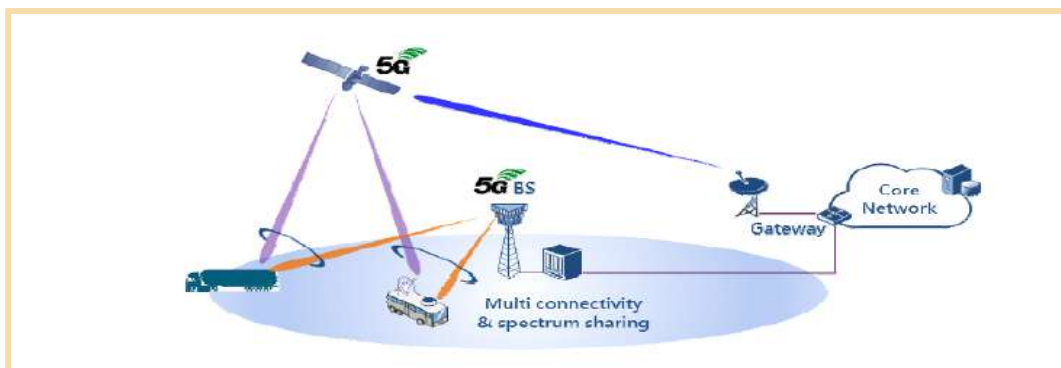 5G
5G BS
Core
Network
Gateway
Multi connectivity
& spectrum sharing